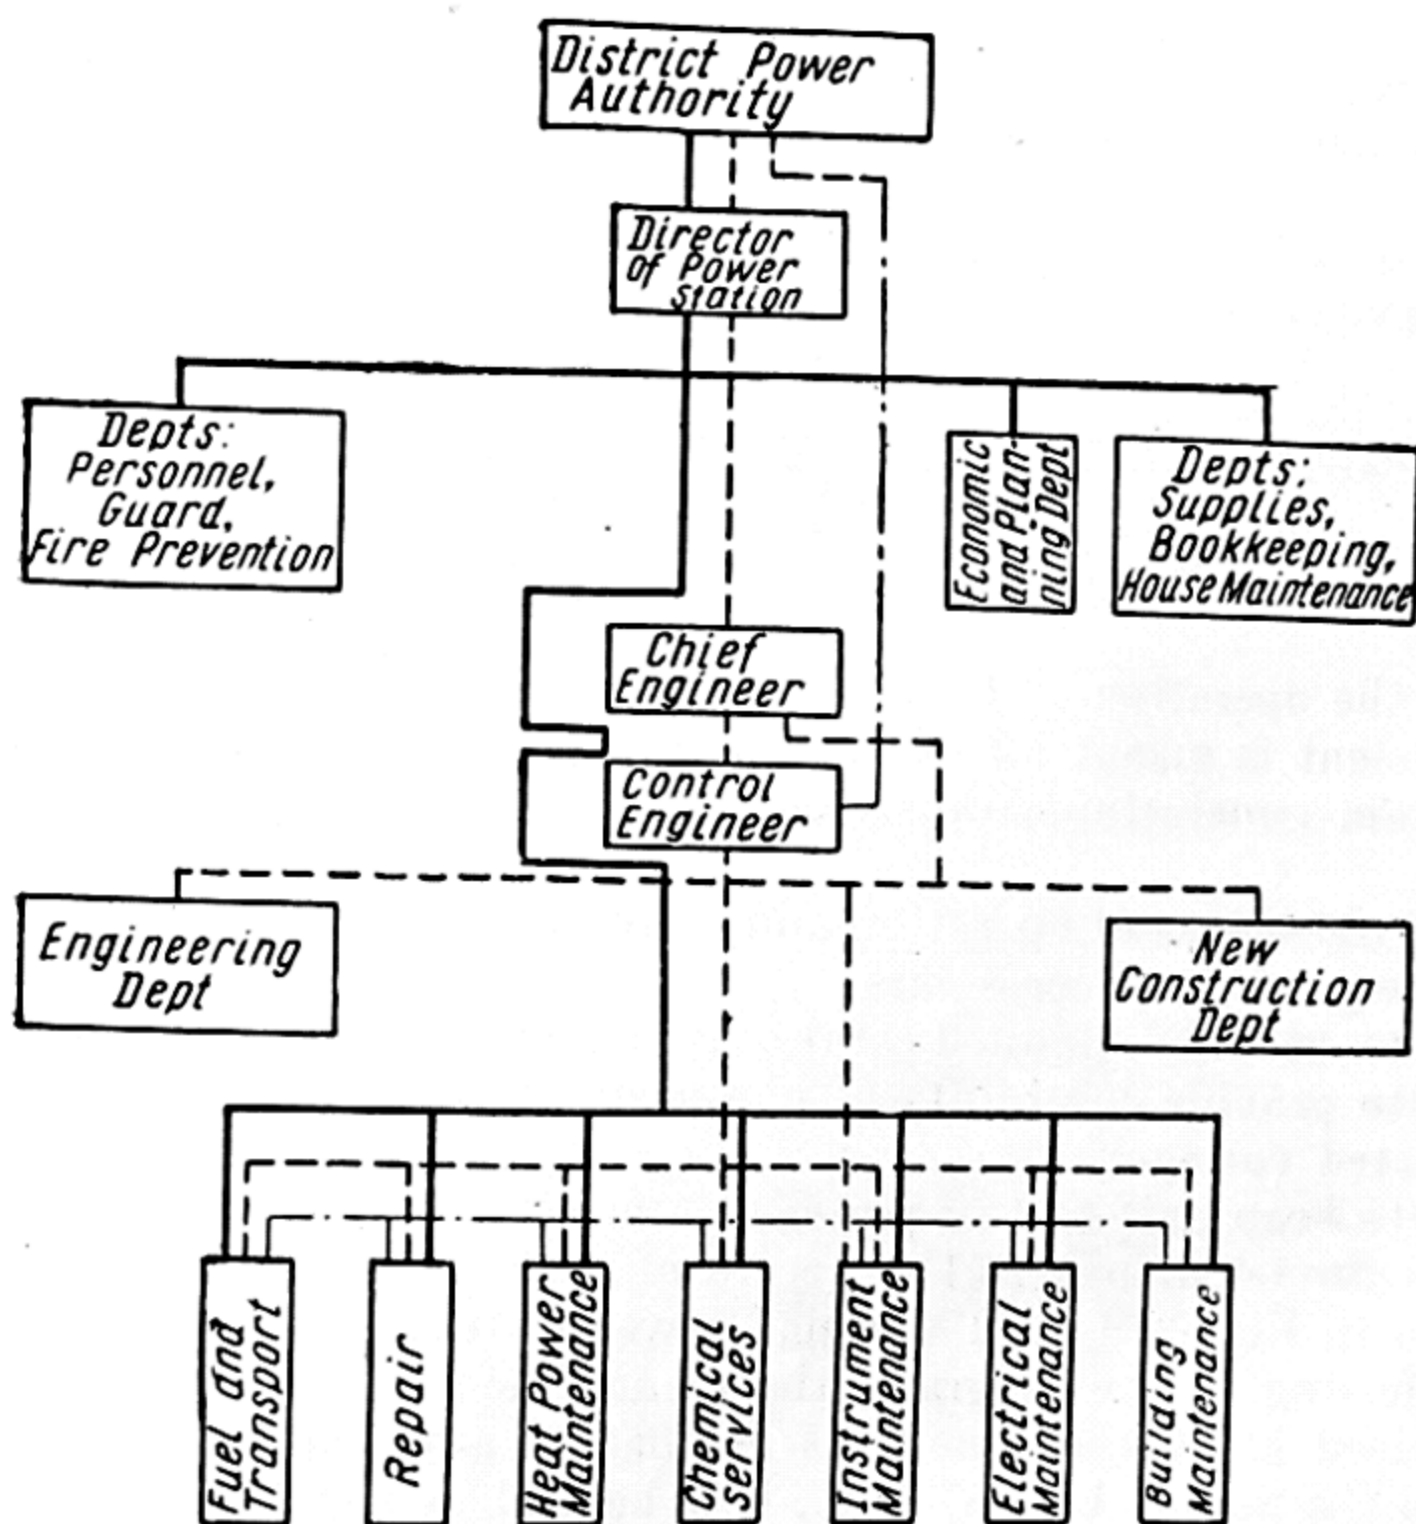 District Power
Authority
Director
of Power
Station
Depts:
Personnel,
Guard,
Fire Prevention
Economic
and Plan-
ning Dept
Depts:
Supplies,
Bookkeeping,
House Maintenance
Chief
Engineer
Control
Engineer
Engineering
Dept
New
Construction
Dept
Fuel and
Transport
Repair
Heat Power
Maintenance
Chemical
services
Instrument
Maintenance
Electrical
Maintenance
Building
Maintenance